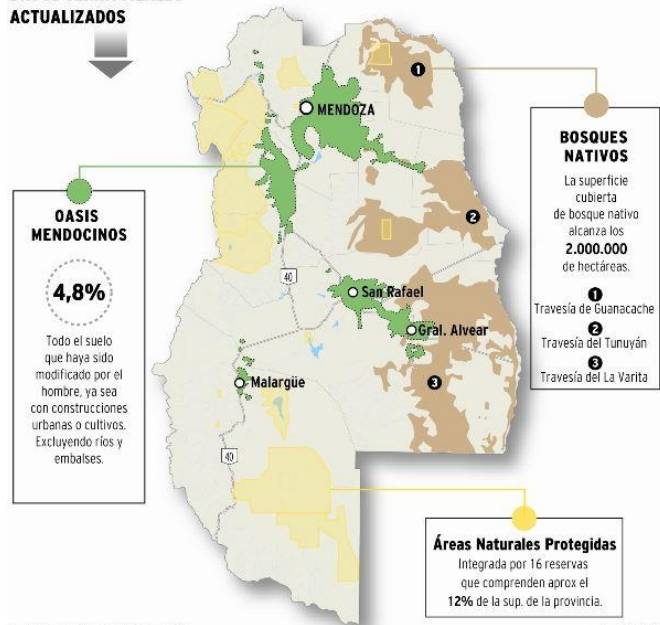 ACTUALIZADOS
OASIS
MENDOCINOS
4,8%
Todo el suelo
que haya sido
modificado por el
hombre, ya sea
con construcciones
urbanas o cultivos.
Excluyendo ríos y
embalses.
1
MENDOZA
2
40
San Rafael
Gral. Alvear
Malargüe
3
40
BOSQUES
NATIVOS
La superficie
cubierta
de bosque nativo
alcanza los
2.000.000
de hectáreas.
1
Travesía de Guanacache
2
Travesía del Tunuyán
3
Travesía del La Varita
Áreas Naturales Protegidas
Integrada por 16 reservas
que comprenden aprox el
12% de la sup. de la provincia.